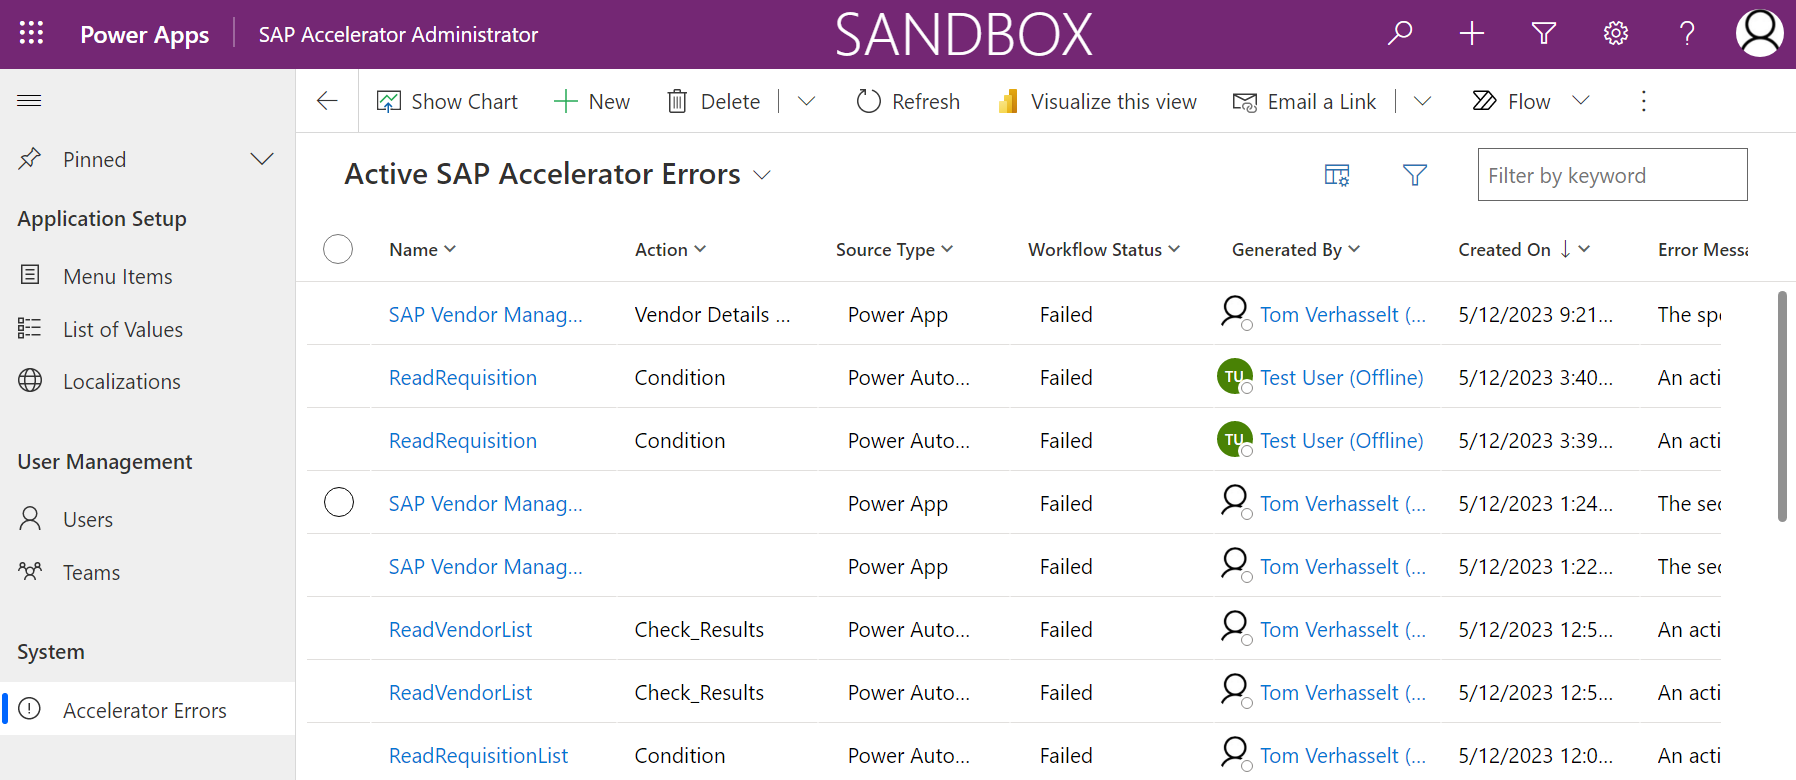 Power Apps SAP Accelerator Administrator SANDBOX
Show Chart New Delete Refresh Visualize this view Email a Link Flow
Pinned
Application Setup
Menu Items
List of Values
Localizations
User Management
Users
Teams
System
Accelerator Errors
Active SAP Accelerator Errors Filter by keyword
Name Action Source Type Workflow Status Generated By Created On Error Messa
SAP Vendor Manag... Vendor Details ... Power App Failed Tom Verhasselt (... 5/12/2023 9:21... The spe
ReadRequisition Condition Power Auto... Failed TU Test User (Offline) 5/12/2023 3:40... An acti
ReadRequisition Condition Power Auto... Failed TU Test User (Offline) 5/12/2023 3:39... An acti
SAP Vendor Manag... Power App Failed Tom Verhasselt (... 5/12/2023 1:24... The sec
SAP Vendor Manag... Power App Failed Tom Verhasselt (... 5/12/2023 1:22... The sec
ReadVendorList Check_Results Power Auto... Failed Tom Verhasselt (... 5/12/2023 12:5... An acti
ReadVendorList Check_Results Power Auto... Failed Tom Verhasselt (... 5/12/2023 12:5... An acti
ReadRequisitionList Condition Power Auto... Failed Tom Verhasselt (... 5/12/2023 12:0... An acti